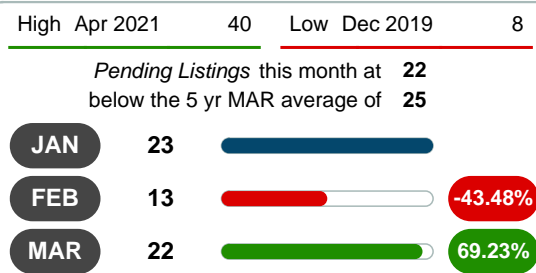 High Apr 2021 40 Low Dec 2019 8
Pending Listings this month at 22
below the 5 yr MAR average of 25
JAN 23
FEB 13 -43.48%
MAR 22 69.23%